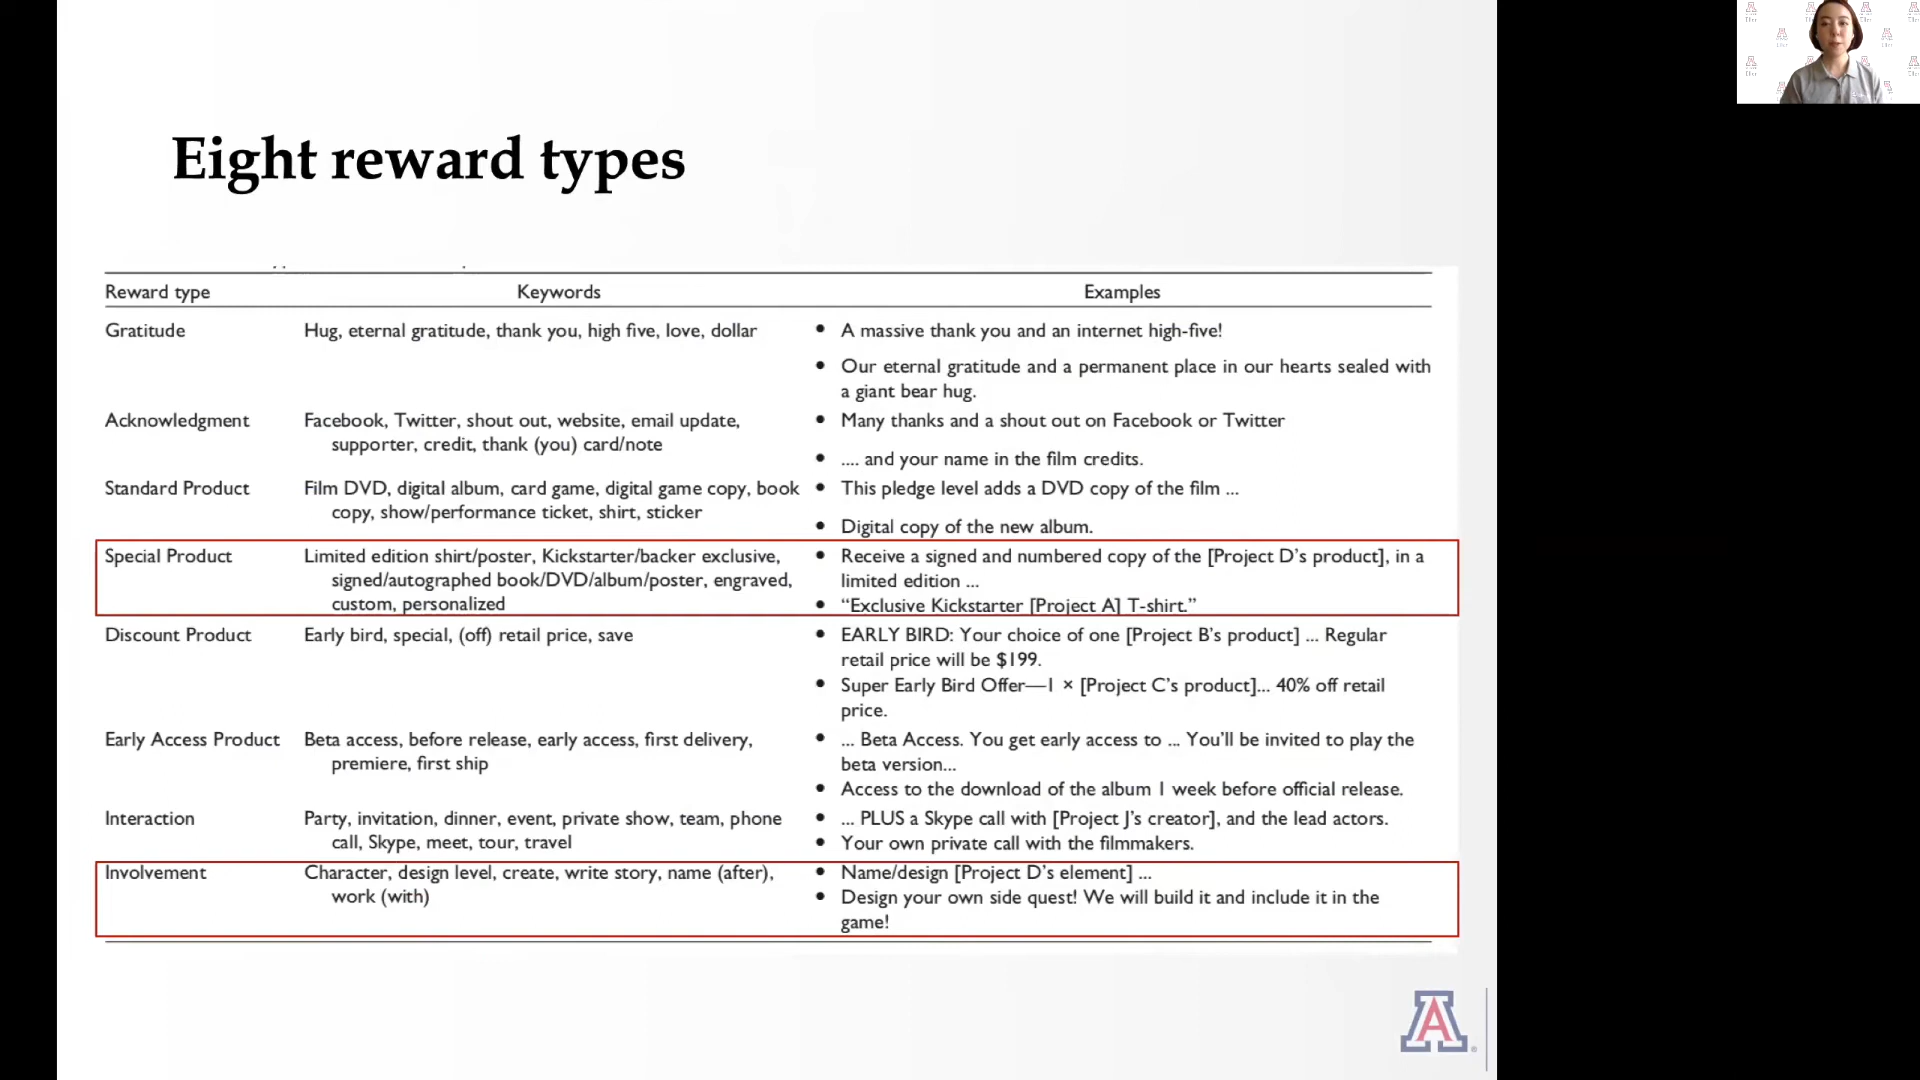 Eight reward types
Reward type Keywords Examples
Gratitude Hug, eternal gratitude, thank you, high five, love, dollar • A massive thank you and an internet high-five!
• Our eternal gratitude and a permanent place in our hearts sealed with
a giant bear hug.
Acknowledgment Facebook, Twitter, shout out, website, email update, • Many thanks and a shout out on Facebook or Twitter
supporter, credit, thank (you) card/note
• .... and your name in the film credits.
Standard Product Film DVD, digital album, card game, digital game copy, book • This pledge level adds a DVD copy of the film ...
copy, show/performance ticket, shirt, sticker
• Digital copy of the new album.
Special Product Limited edition shirt/poster, Kickstarter/backer exclusive, • Receive a signed and numbered copy of the [Project D’s product], in a
signed/autographed book/DVD/album/poster, engraved, limited edition ...
custom, personalized • “Exclusive Kickstarter [Project A] T-shirt.”
Discount Product Early bird, special, (off) retail price, save • EARLY BIRD: Your choice of one [Project B’s product] ... Regular
retail price will be $199.
• Super Early Bird Offer—1 × [Project C’s product]... 40% off retail
price.
Early Access Product Beta access, before release, early access, first delivery, • ... Beta Access. You get early access to ... You’ll be invited to play the
premiere, first ship beta version...
• Access to the download of the album 1 week before official release.
Interaction Party, invitation, dinner, event, private show, team, phone • ... PLUS a Skype call with [Project J’s creator], and the lead actors.
call, Skype, meet, tour, travel • Your own private call with the filmmakers.
Involvement Character, design level, create, write story, name (after), • Name/design [Project D’s element] ...
work (with) • Design your own side quest! We will build it and include it in the
game!
A